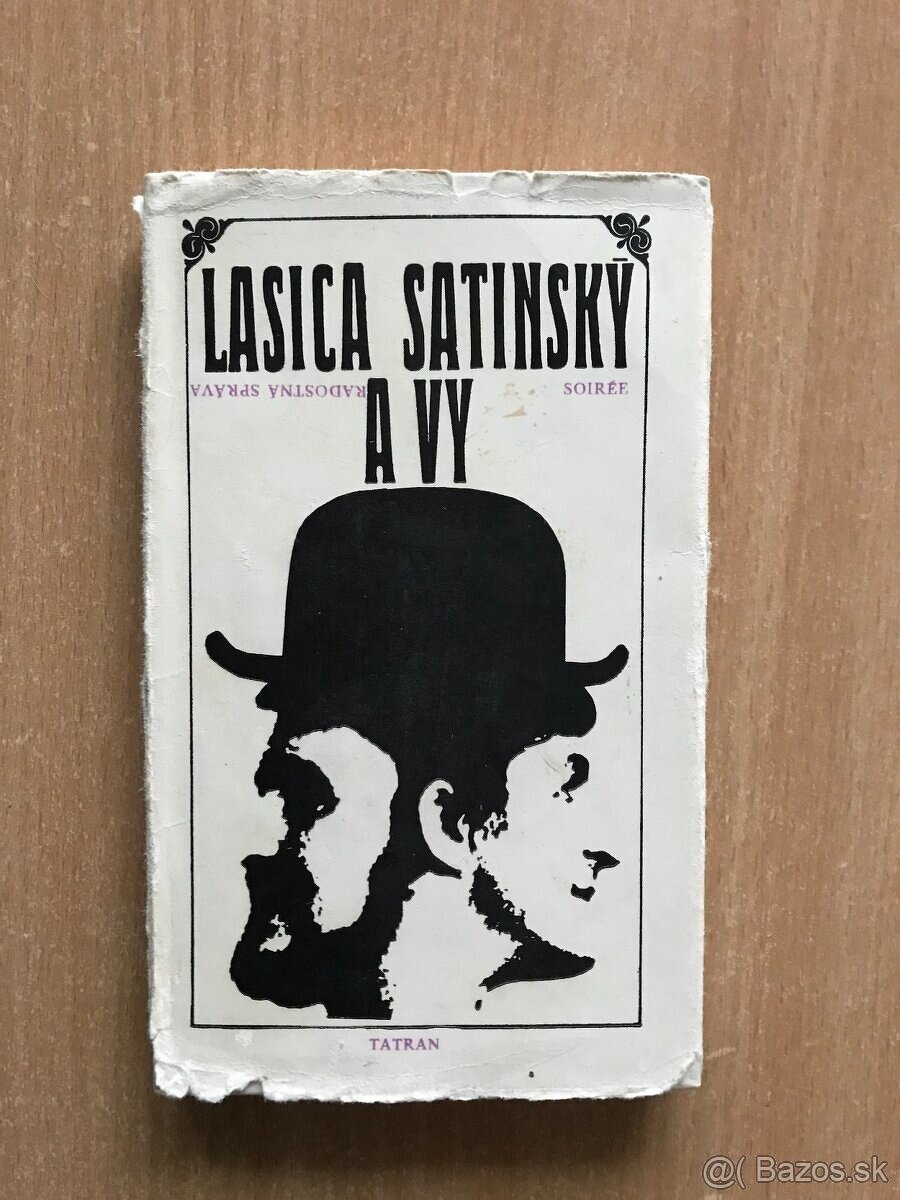 LASICA SATINSKÝ
RADOSTNÁ SPRÁVA
SOIRÉE
A VY
TATRAN
@( Bazos.sk